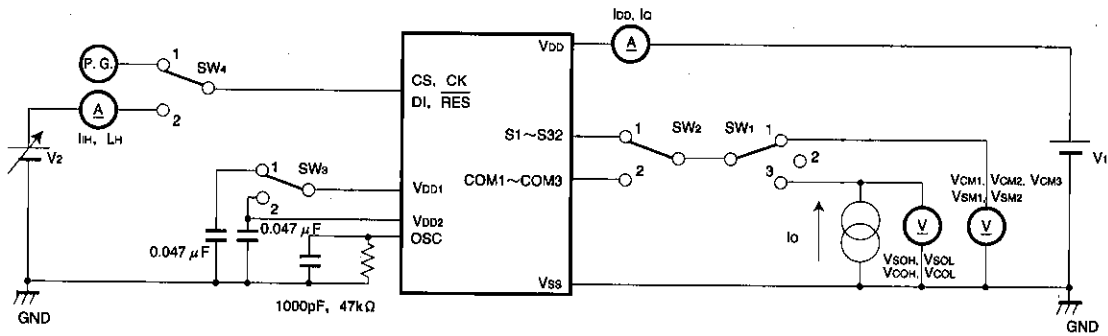 IDD, IQ
A
VDD
P. G.
1
SW4
2
A
IIH, LH
V2
CS, CK
DI, RES
S1~S32
COM1~COM3
1
SW2
2
SW1
1
2
3
V1
1
SW3
2
VDD1
VDD2
OSC
0.047 μF
0.047 μF
1000pF, 47kΩ
VSS
IO
V
VSOH, VSOL
VCOH, VCOL
VCM1, VCM2, VCM3
VSM1, VSM2
V
GND
GND